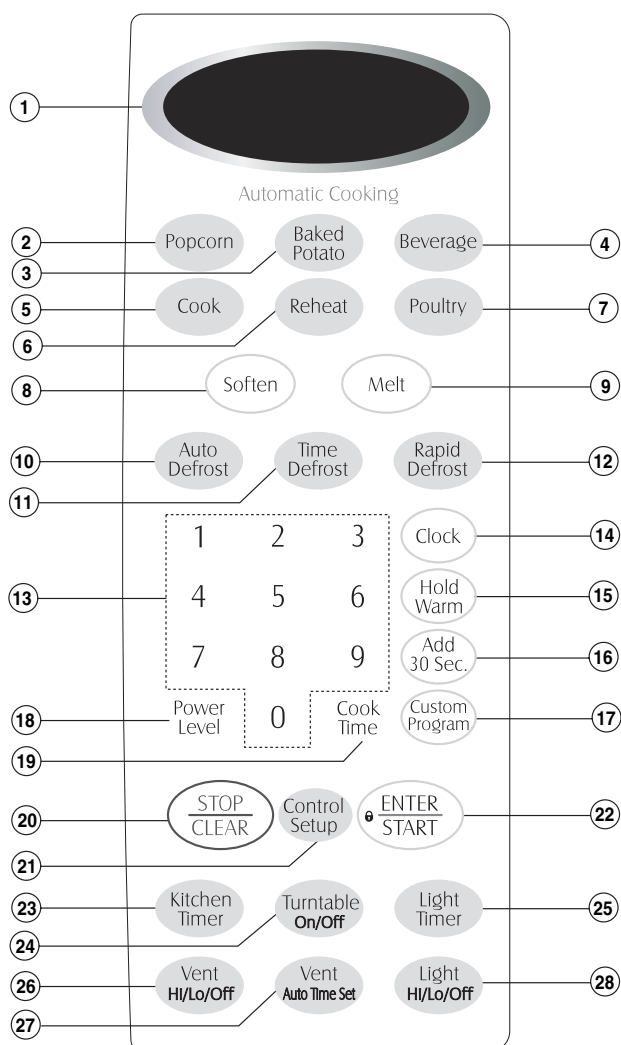 1
Automatic Cooking
2
Popcorn
Baked
Potato
Beverage
4
3
5
Cook
Reheat
Poultry
7
6
8
Soften
Melt
9
10
Auto
Defrost
Time
Defrost
Rapid
Defrost
12
11
1 2 3
Clock
14
13
4 5 6
Hold
Warm
15
7 8 9
Add
30 Sec.
16
18
Power
Level
0
Cook
Time
Custom
Program
17
19
20
STOP
CLEAR
Control
Setup
ENTER
START
22
21
23
Kitchen
Timer
Turntable
On/Off
Light
Timer
25
24
26
Vent
HI/Lo/Off
Vent
Auto Time Set
Light
HI/Lo/Off
28
27